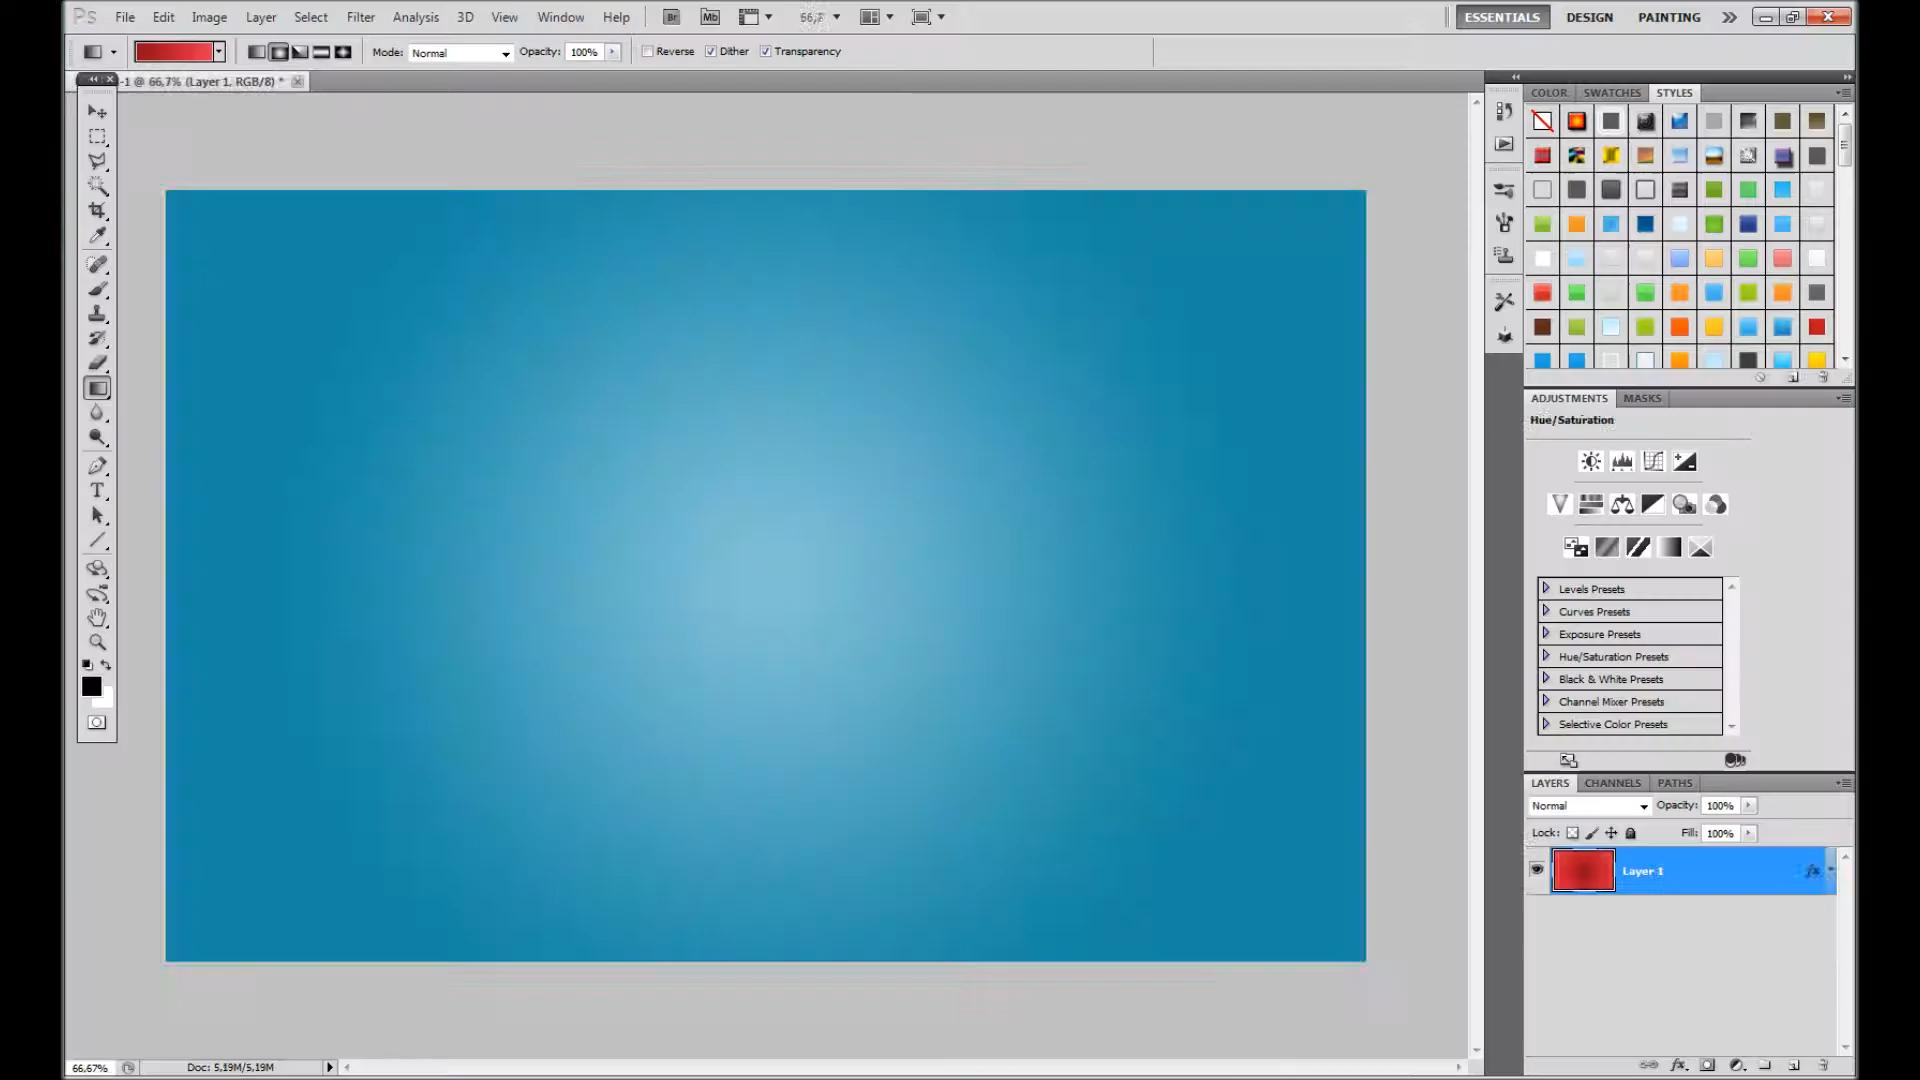 Ps File Edit Image Layer Select Filter Analysis 3D View Window Help Br Mb 66,7 ESSENTIALS DESIGN PAINTING
Mode: Normal Opacity: 100% Reverse Dither Transparency
-1 @ 66,7% (Layer 1, RGB/8) *
COLOR SWATCHES STYLES
ADJUSTMENTS MASKS
Hue/Saturation
Levels Presets
Curves Presets
Exposure Presets
Hue/Saturation Presets
Black & White Presets
Channel Mixer Presets
Selective Color Presets
LAYERS CHANNELS PATHS
Normal Opacity: 100%
Lock: Fill: 100%
Layer 1 fx
66,67% Doc: 5,19M/5,19M